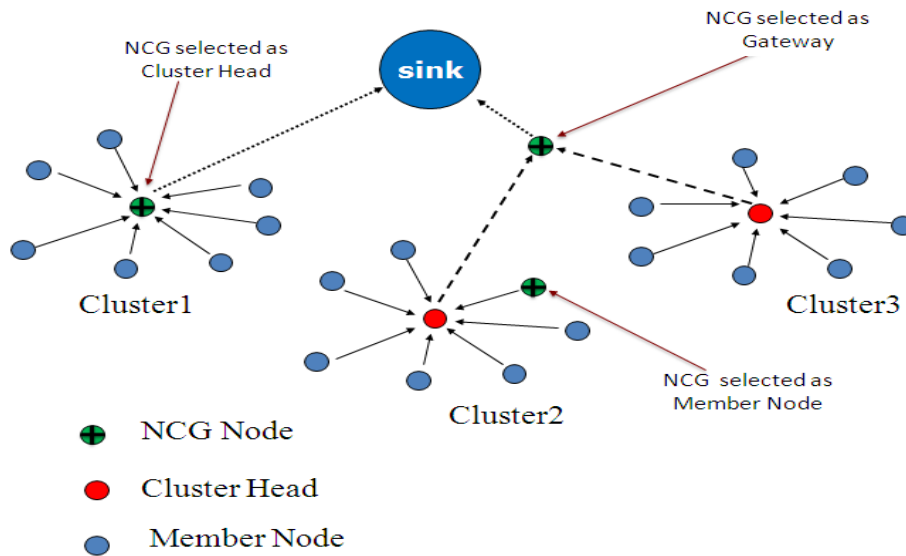 NCG selected as
Cluster Head
NCG selected as
Gateway
sink
Cluster1
Cluster3
NCG selected as
Member Node
Cluster2
NCG Node
Cluster Head
Member Node